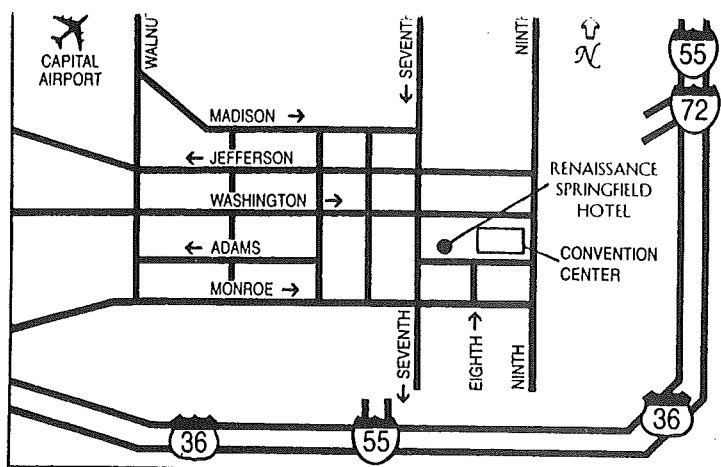 CAPITAL
AIRPORT
WALNUT
SEVENTH
NINTH
N
55
72
MADISON
JEFFERSON
WASHINGTON
ADAMS
MONROE
RENAISSANCE
SPRINGFIELD
HOTEL
CONVENTION
CENTER
SEVENTH
EIGHTH
NINTH
36
55
36